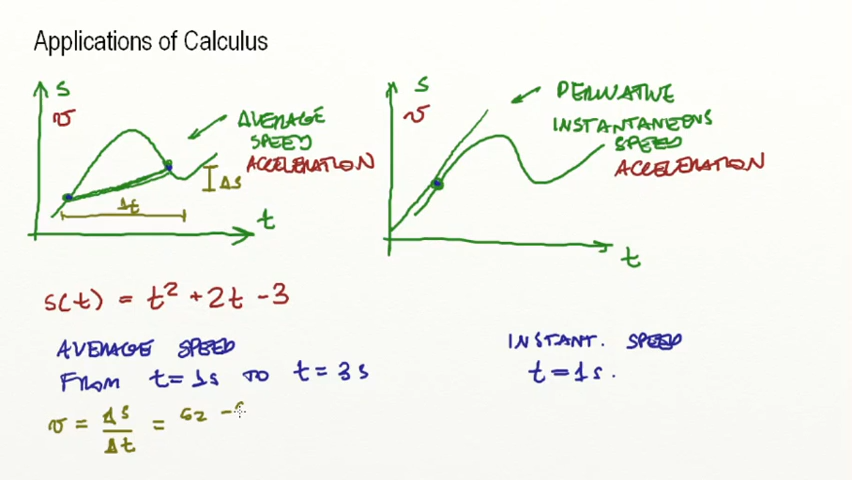 Applications of Calculus
s
v
AVERAGE
SPEED
ACCELERATION
Δs
Δt
t
s
v
DERIVATIVE
INSTANTANEOUS
SPEED
ACCELERATION
t
s(t) = t² + 2t - 3
AVERAGE SPEED
FROM t = 1s TO t = 3s
v = Δs/Δt = s2 -
INSTANT. SPEED
t = 1s.